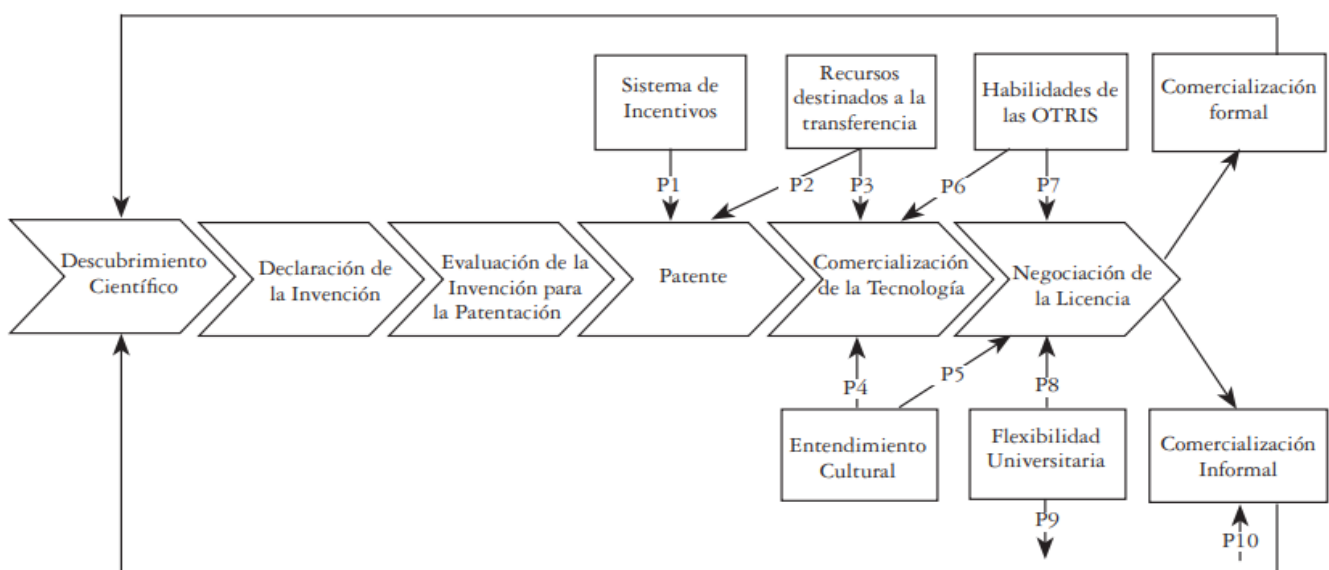 Sistema de
Incentivos
Recursos
destinados a la
transferencia
Habilidades de
las OTRIS
Comercialización
formal
P1
P2
P3
P6
P7
Descubrimiento
Científico
Declaración de
la Invención
Evaluación de la
Invención para
la Patentación
Patente
Comercialización
de la Tecnología
Negociación de
la Licencia
P4
P5
P8
Entendimiento
Cultural
Flexibilidad
Universitaria
Comercialización
Informal
P9
P10